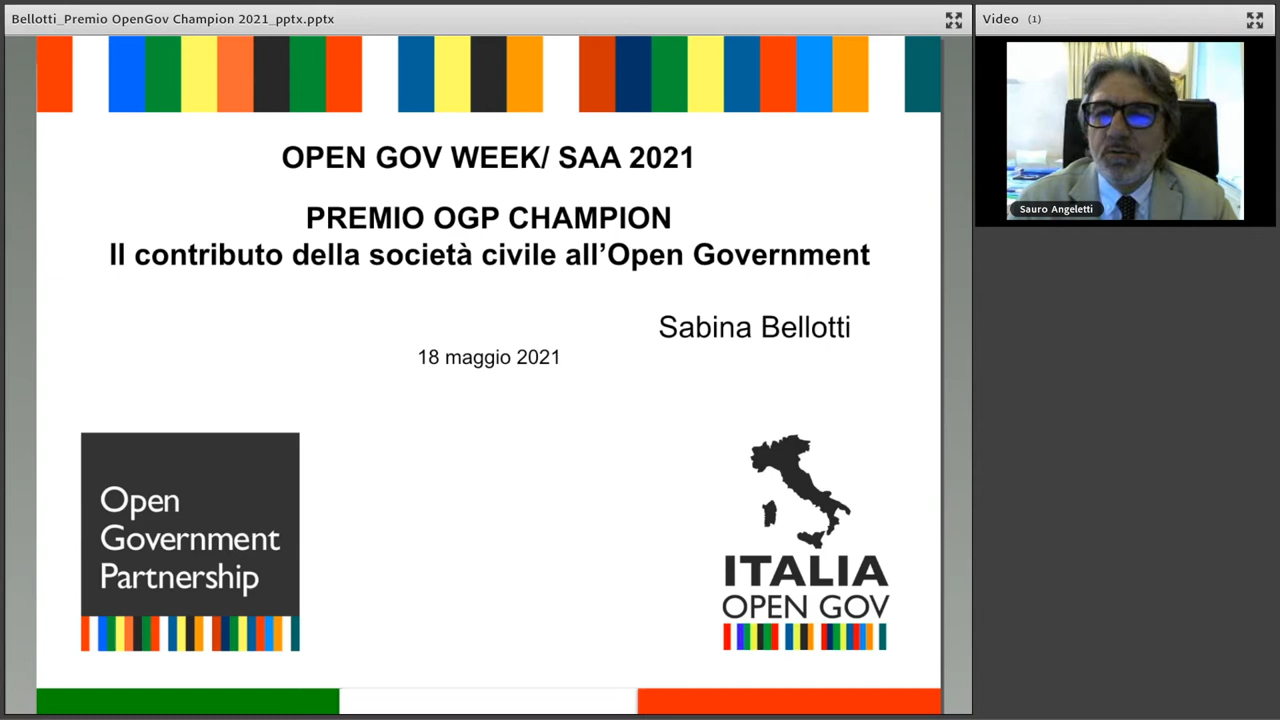 Bellotti_Premio OpenGov Champion 2021_pptx.pptx
Video (1)
OPEN GOV WEEK/ SAA 2021
PREMIO OGP CHAMPION
Il contributo della società civile all’Open Government
Sabina Bellotti
18 maggio 2021
Open
Government
Partnership
ITALIA
OPEN GOV
Sauro Angeletti